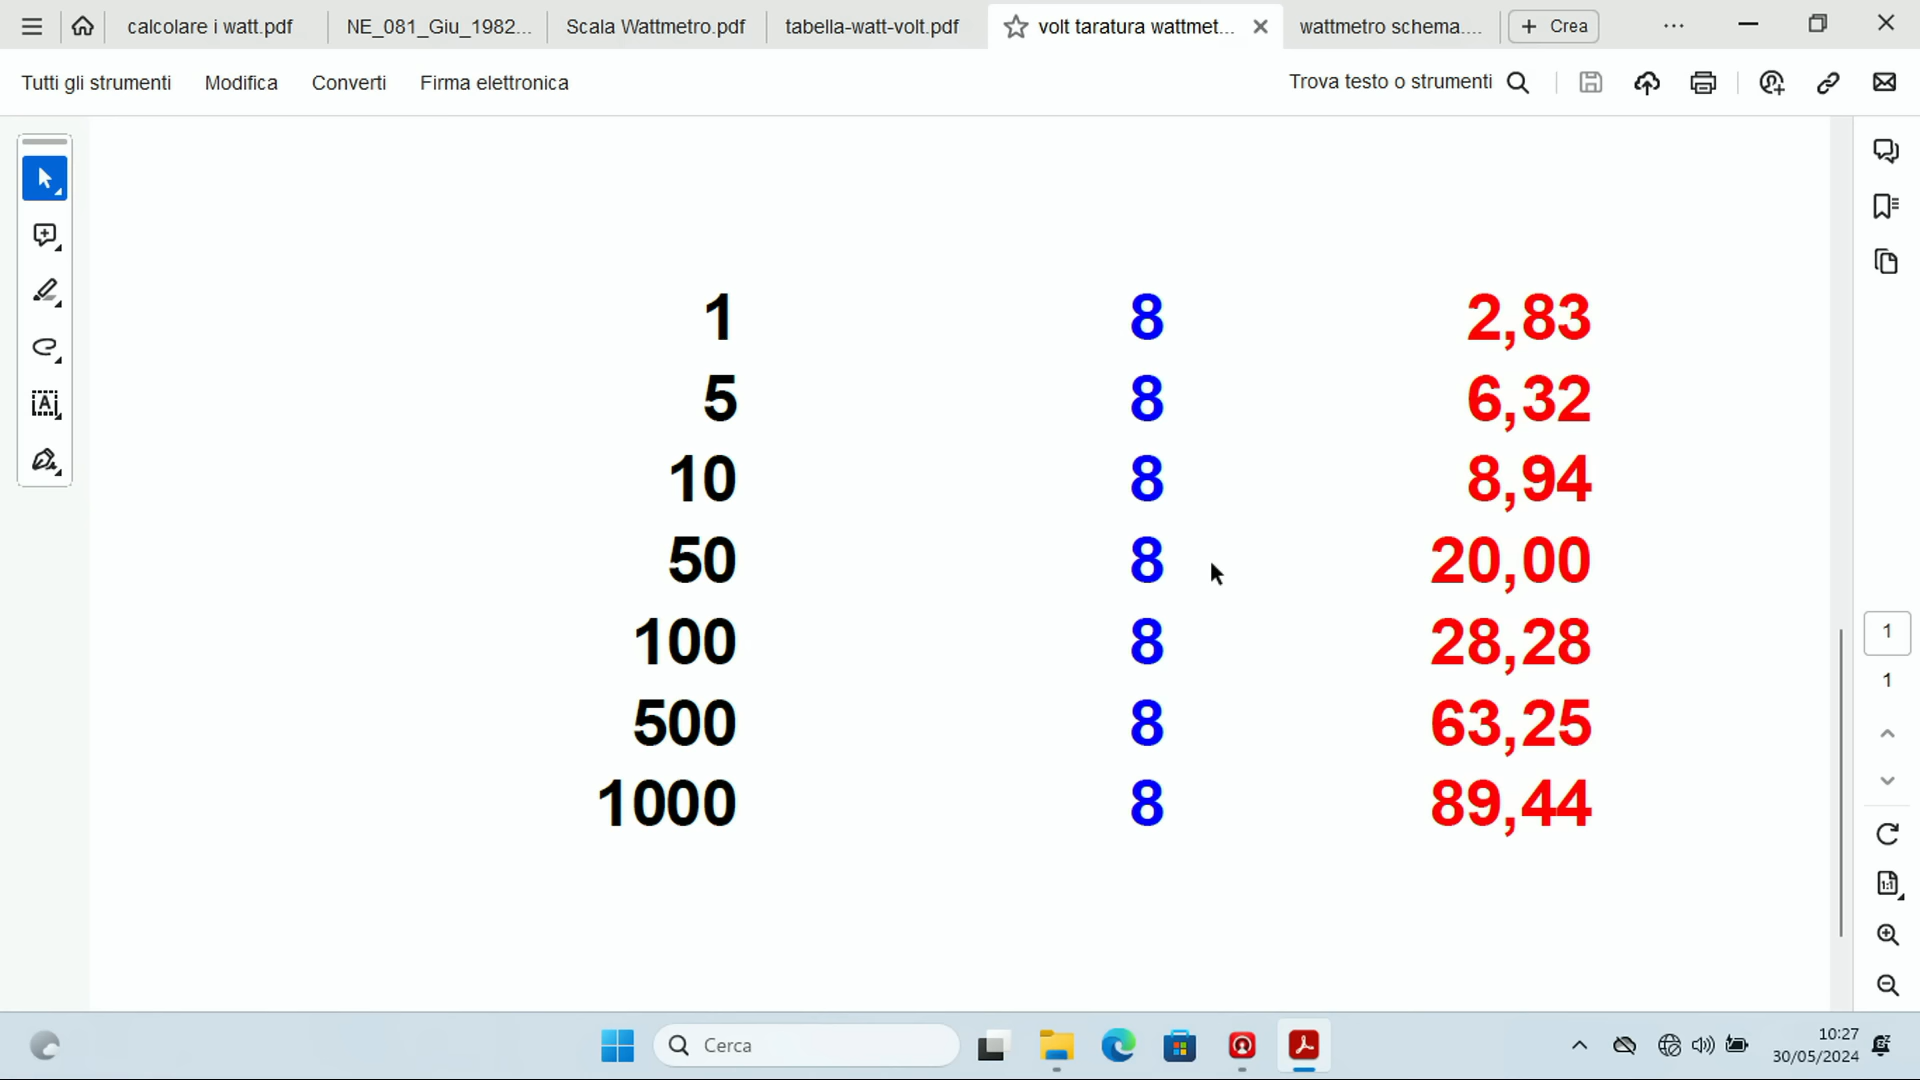 calcolare i watt.pdf
NE_081_Giu_1982...
Scala Wattmetro.pdf
tabella-watt-volt.pdf
volt taratura wattmet...
wattmetro schema....
Crea
Tutti gli strumenti
Modifica
Converti
Firma elettronica
Trova testo o strumenti
1 8 2,83
5 8 6,32
10 8 8,94
50 8 20,00
100 8 28,28
500 8 63,25
1000 8 89,44
1
1
1:1
Cerca
10:27
30/05/2024